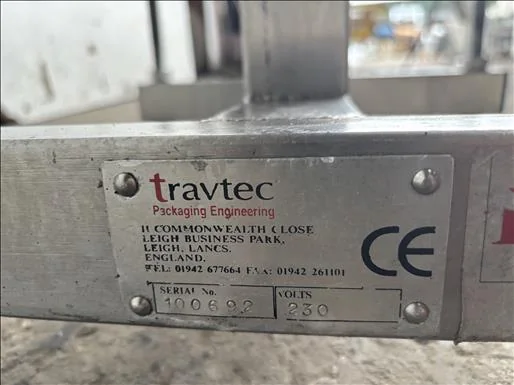 travtec
Packaging Engineering
11 COMMONWEALTH CLOSE
LEIGH BUSINESS PARK,
LEIGH, LANCS.
ENGLAND.
TEL: 01942 677664 FAX: 01942 261101
CE
SERIAL No. VOLTS
100692 230